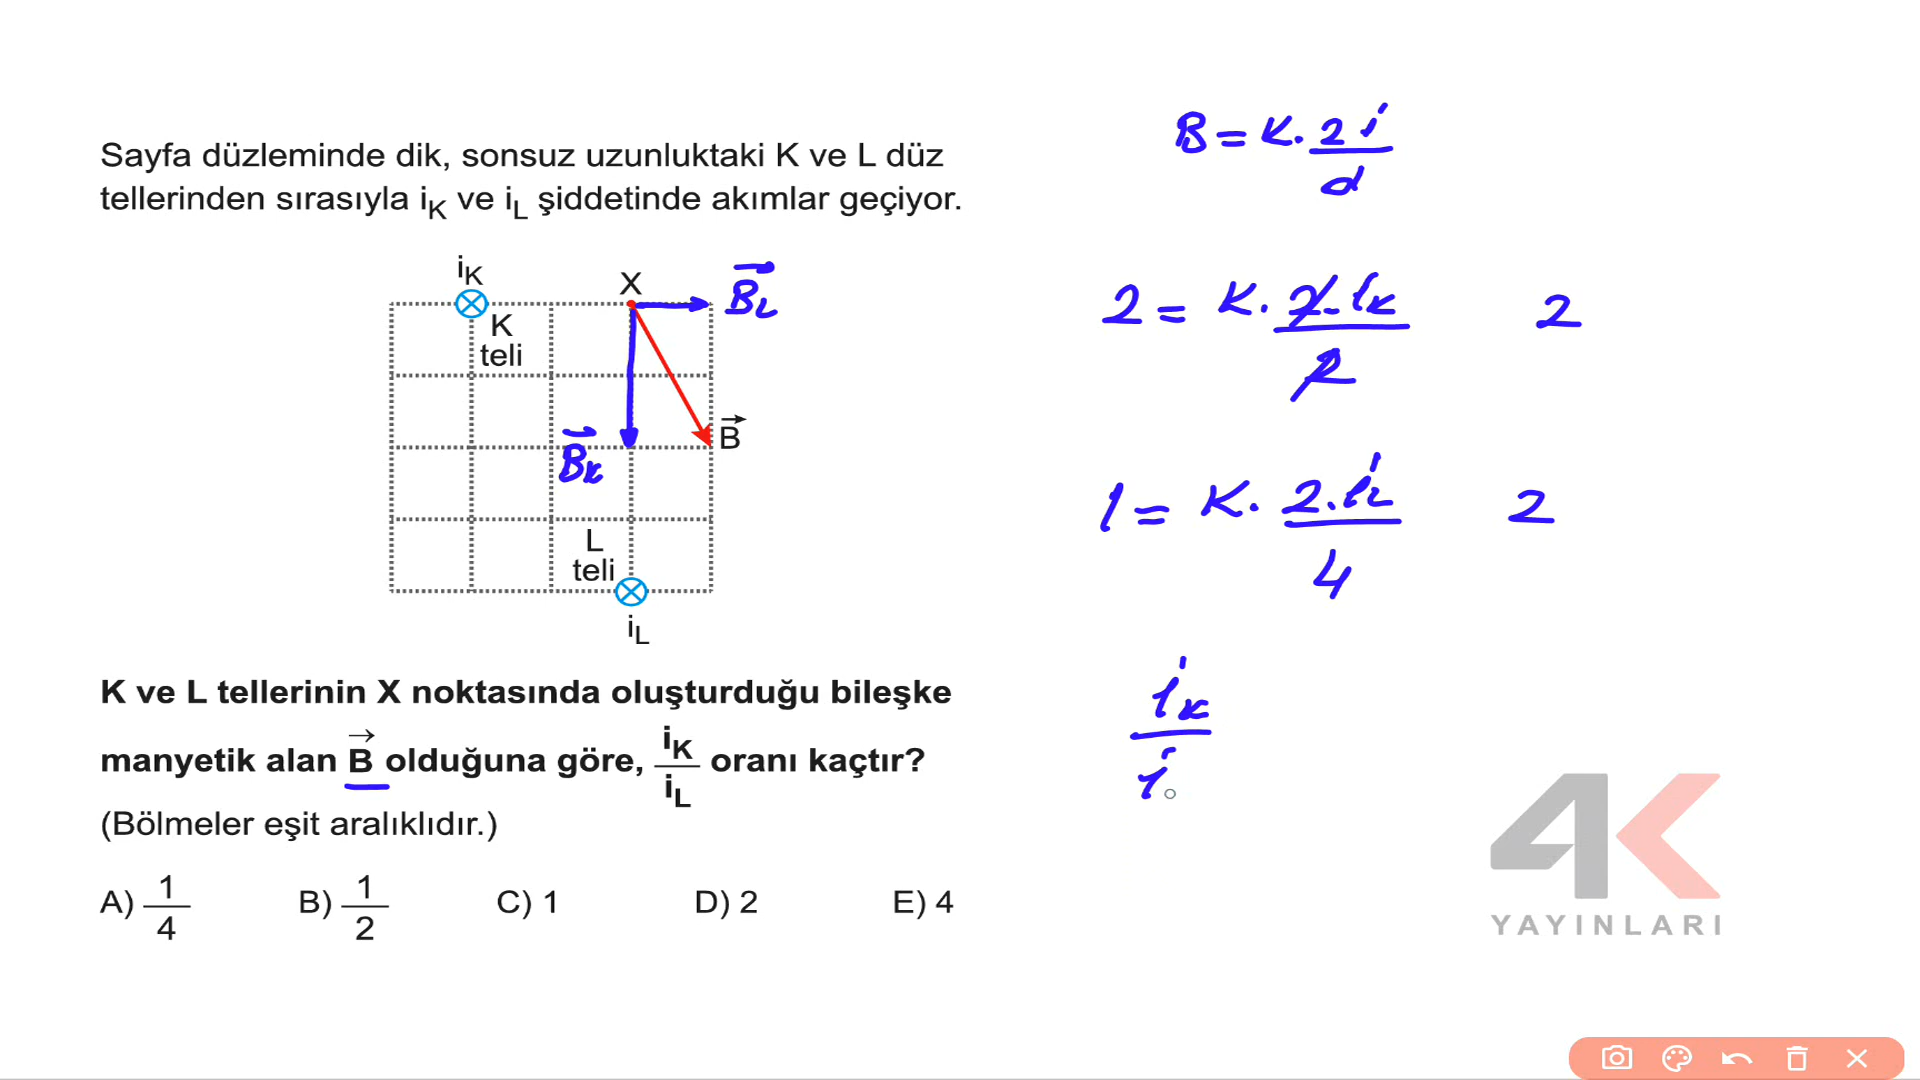 Sayfa düzleminde dik, sonsuz uzunluktaki K ve L düz
tellerinden sırasıyla iK ve iL şiddetinde akımlar geçiyor.
iK
X
BL
K
teli
B
BK
L
teli
iL
K ve L tellerinin X noktasında oluşturduğu bileşke
manyetik alan B olduğuna göre, iK/iL oranı kaçtır?
(Bölmeler eşit aralıklıdır.)
A) 1/4 B) 1/2 C) 1 D) 2 E) 4
B = K. 2i/d
2 = K. 2.iK/2 2
1 = K. 2.iL/4 2
iK/i
4K
YAYINLARI